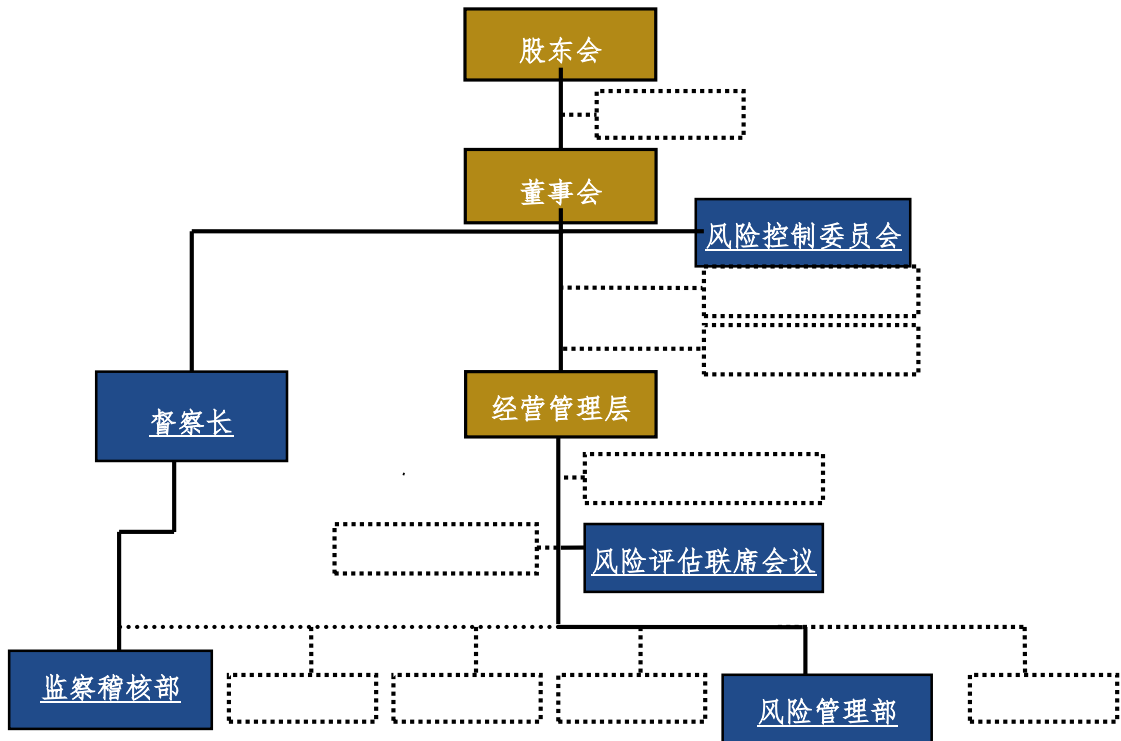 股东会
董事会
风险控制委员会
督察长
经营管理层
风险评估联席会议
监察稽核部
风险管理部